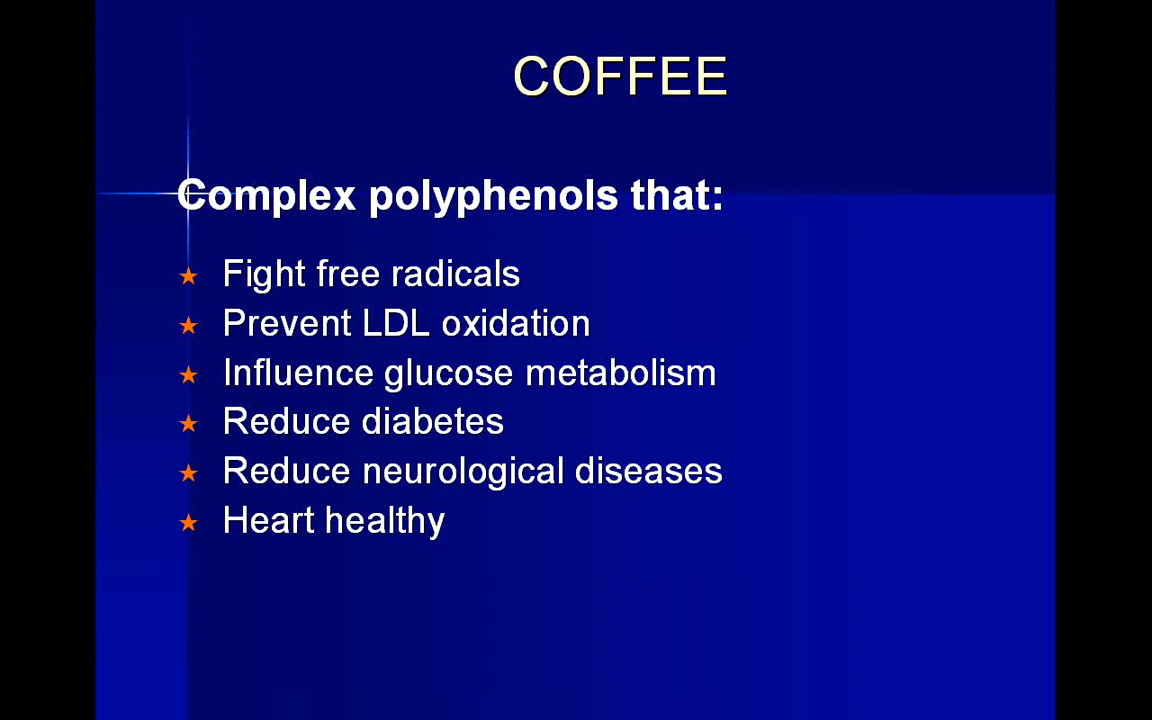 COFFEE
Complex polyphenols that:
Fight free radicals
Prevent LDL oxidation
Influence glucose metabolism
Reduce diabetes
Reduce neurological diseases
Heart healthy